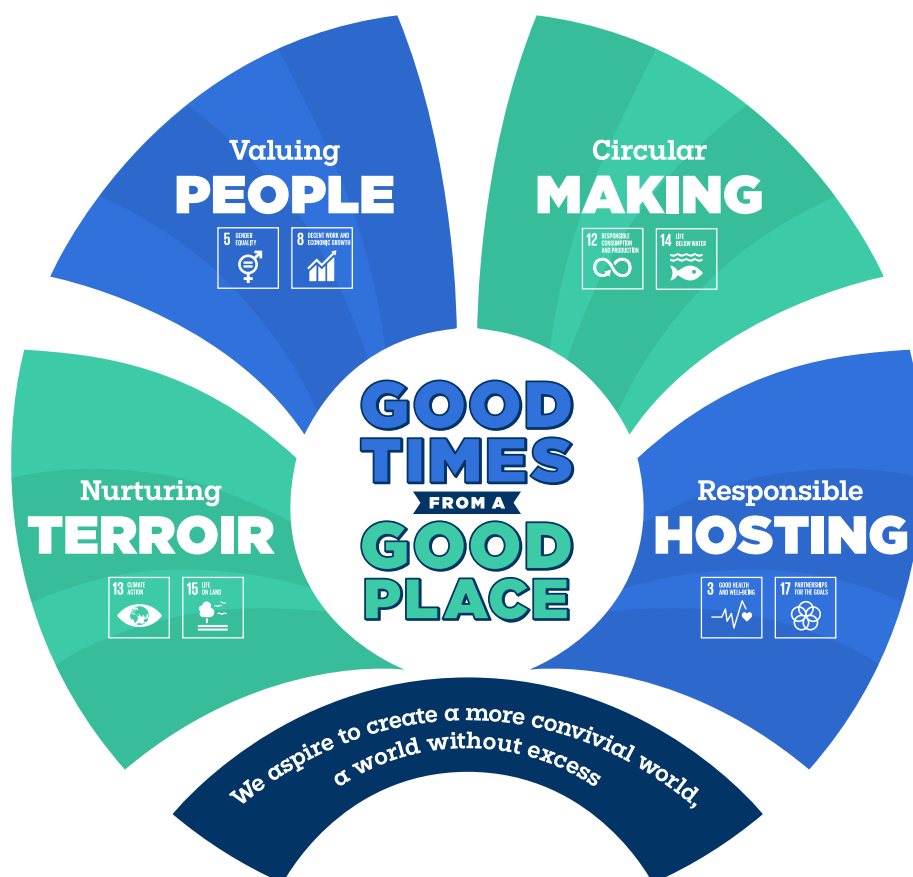 Valuing
PEOPLE
5 GENDER
EQUALITY
8 DECENT WORK AND
ECONOMIC GROWTH
Circular
MAKING
12 RESPONSIBLE
CONSUMPTION
AND PRODUCTION
14 LIFE
BELOW WATER
Nurturing
TERROIR
13 CLIMATE
ACTION
15 LIFE
ON LAND
GOOD
TIMES
FROM A
GOOD
PLACE
Responsible
HOSTING
3 GOOD HEALTH
AND WELL-BEING
17 PARTNERSHIPS
FOR THE GOALS
We aspire to create a more convivial world,
a world without excess